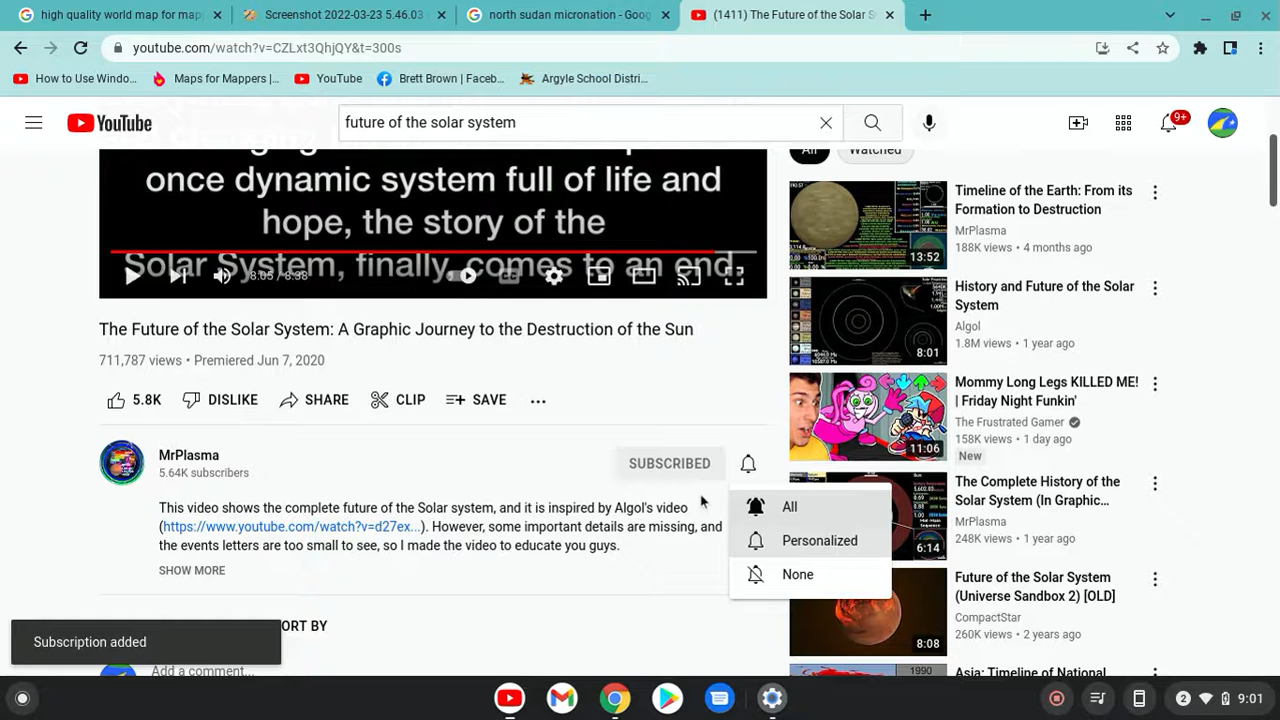 high quality world map for mapp
Screenshot 2022-03-23 5.46.03
north sudan micronation - Goog
(1411) The Future of the Solar S
youtube.com/watch?v=CZLxt3QhjQY&t=300s
How to Use Windo...
Maps for Mappers |...
YouTube
Brett Brown | Faceb...
Argyle School Distri...
YouTube
future of the solar system
9+
once dynamic system full of life and
hope, the story of the
System, finally, comes to an end.
8:05 / 8:38
The Future of the Solar System: A Graphic Journey to the Destruction of the Sun
711,787 views • Premiered Jun 7, 2020
5.8K
DISLIKE
SHARE
CLIP
SAVE
MrPlasma
5.64K subscribers
SUBSCRIBED
This video shows the complete future of the Solar system, and it is inspired by Algol's video
(https://www.youtube.com/watch?v=d27ex...). However, some important details are missing, and
the events letters are too small to see, so I made the video to educate you guys.
SHOW MORE
All
Personalized
None
ORT BY
Add a comment...
Subscription added
All
Watched
Timeline of the Earth: From its
Formation to Destruction
MrPlasma
188K views • 4 months ago
13:52
History and Future of the Solar
System
Algol
1.8M views • 1 year ago
8:01
Mommy Long Legs KILLED ME!
| Friday Night Funkin'
The Frustrated Gamer
158K views • 1 day ago
New
11:06
The Complete History of the
Solar System (In Graphic...
MrPlasma
248K views • 1 year ago
6:14
Future of the Solar System
(Universe Sandbox 2) [OLD]
CompactStar
260K views • 2 years ago
8:08
Asia: Timeline of National
1990
2
9:01